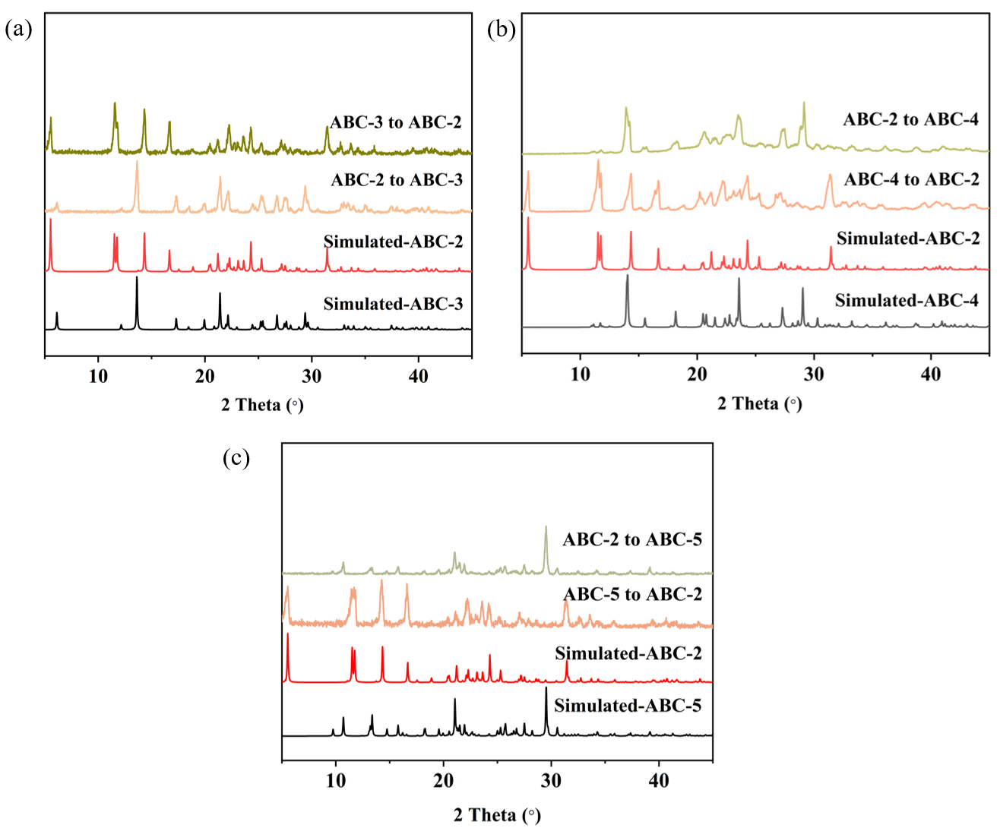 (a)
ABC-3 to ABC-2
ABC-2 to ABC-3
Simulated-ABC-2
Simulated-ABC-3
10 20 30 40
2 Theta (°)
(b)
ABC-2 to ABC-4
ABC-4 to ABC-2
Simulated-ABC-2
Simulated-ABC-4
10 20 30 40
2 Theta (°)
(c)
ABC-2 to ABC-5
ABC-5 to ABC-2
Simulated-ABC-2
Simulated-ABC-5
10 20 30 40
2 Theta (°)